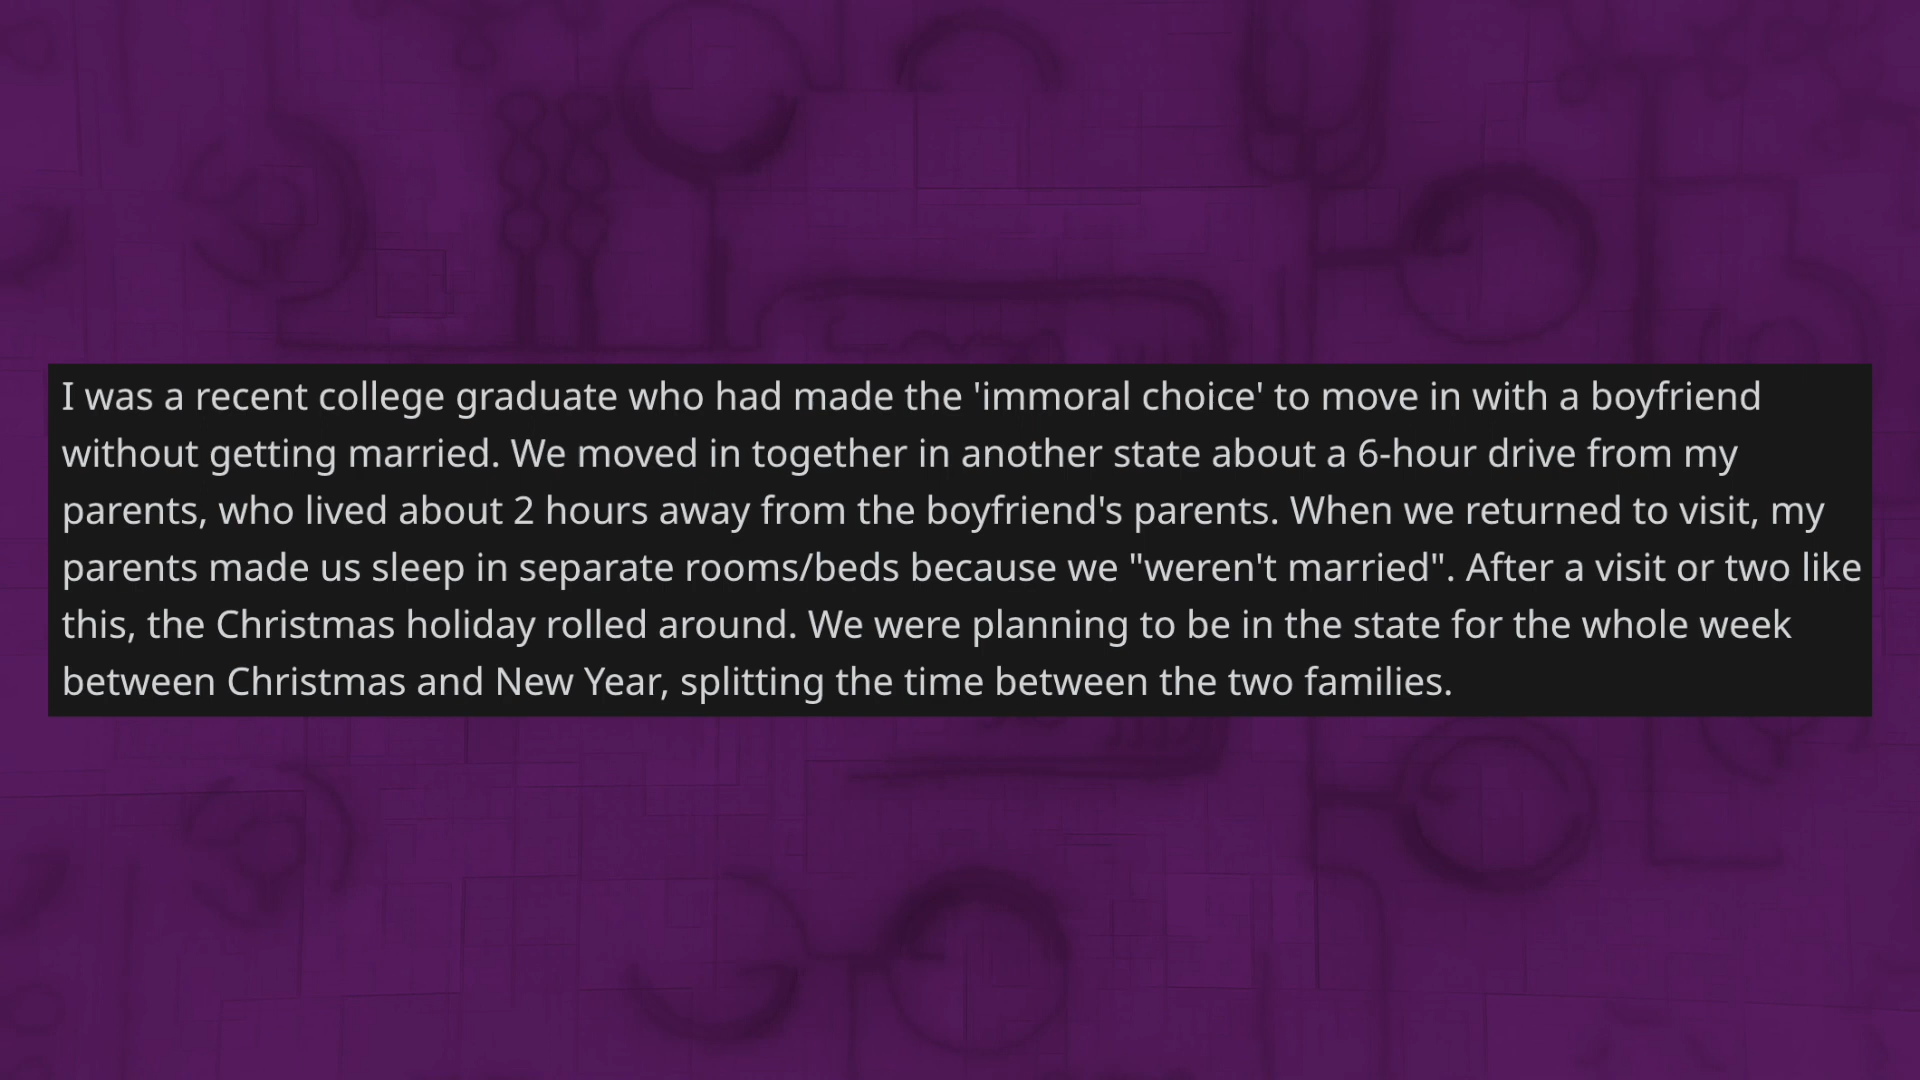 I was a recent college graduate who had made the 'immoral choice' to move in with a boyfriend
without getting married. We moved in together in another state about a 6-hour drive from my
parents, who lived about 2 hours away from the boyfriend's parents. When we returned to visit, my
parents made us sleep in separate rooms/beds because we "weren't married". After a visit or two like
this, the Christmas holiday rolled around. We were planning to be in the state for the whole week
between Christmas and New Year, splitting the time between the two families.